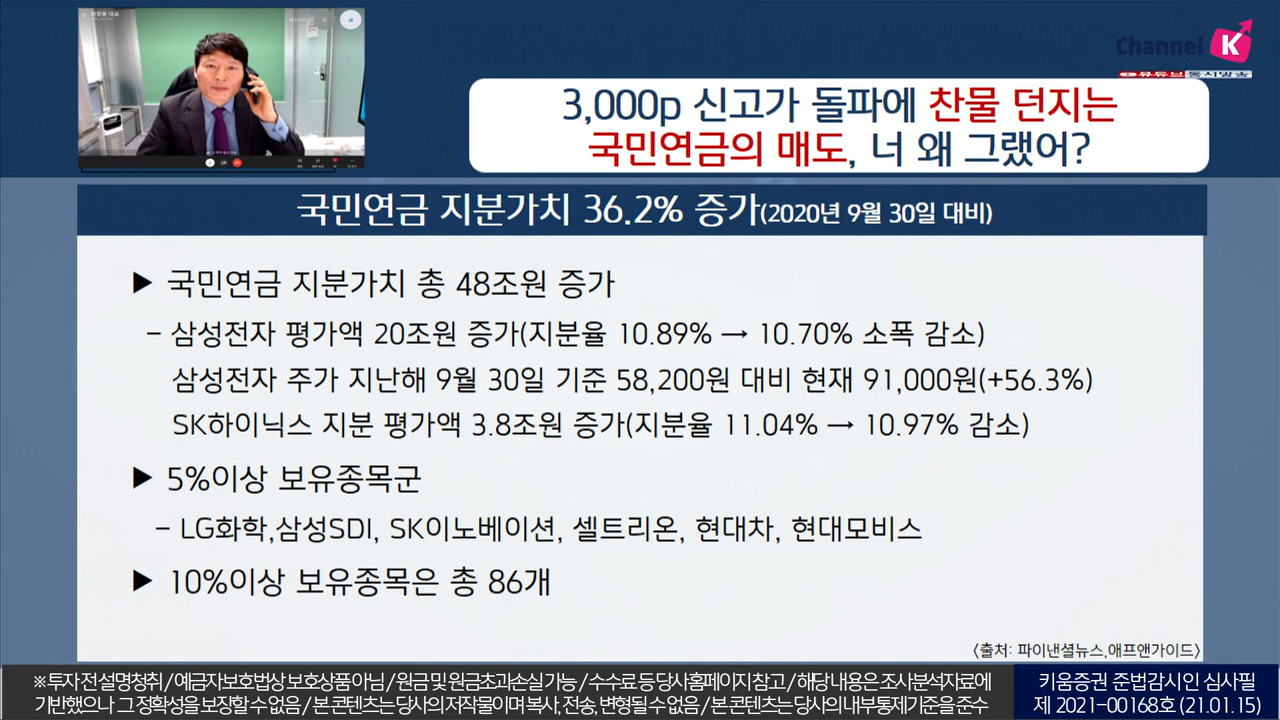 Channel K
유튜브 동시방송
3,000p 신고가 돌파에 찬물 던지는
국민연금의 매도, 너 왜 그랬어?
국민연금 지분가치 36.2% 증가(2020년 9월 30일 대비)
▶ 국민연금 지분가치 총 48조원 증가
– 삼성전자 평가액 20조원 증가(지분율 10.89% → 10.70% 소폭 감소)
삼성전자 주가 지난해 9월 30일 기준 58,200원 대비 현재 91,000원(+56.3%)
SK하이닉스 지분 평가액 3.8조원 증가(지분율 11.04% → 10.97% 감소)
▶ 5%이상 보유종목군
– LG화학,삼성SDI, SK이노베이션, 셀트리온, 현대차, 현대모비스
▶ 10%이상 보유종목은 총 86개
<출처: 파이낸셜뉴스,애프앤가이드>
※ 투자 전 설명청취 / 예금자보호법상 보호상품 아님 / 원금 및 원금초과손실 가능 / 수수료 등 당사홈페이지 참고 / 해당 내용은 조사분석자료에
기반했으나 그 정확성을 보장할 수 없음 / 본 콘텐츠는 당사의 저작물이며 복사, 전송, 변형될 수 없음 / 본 콘텐츠는 당사의 내부통제기준을 준수
키움증권 준법감시인 심사필
제 2021-00168호 (21.01.15)